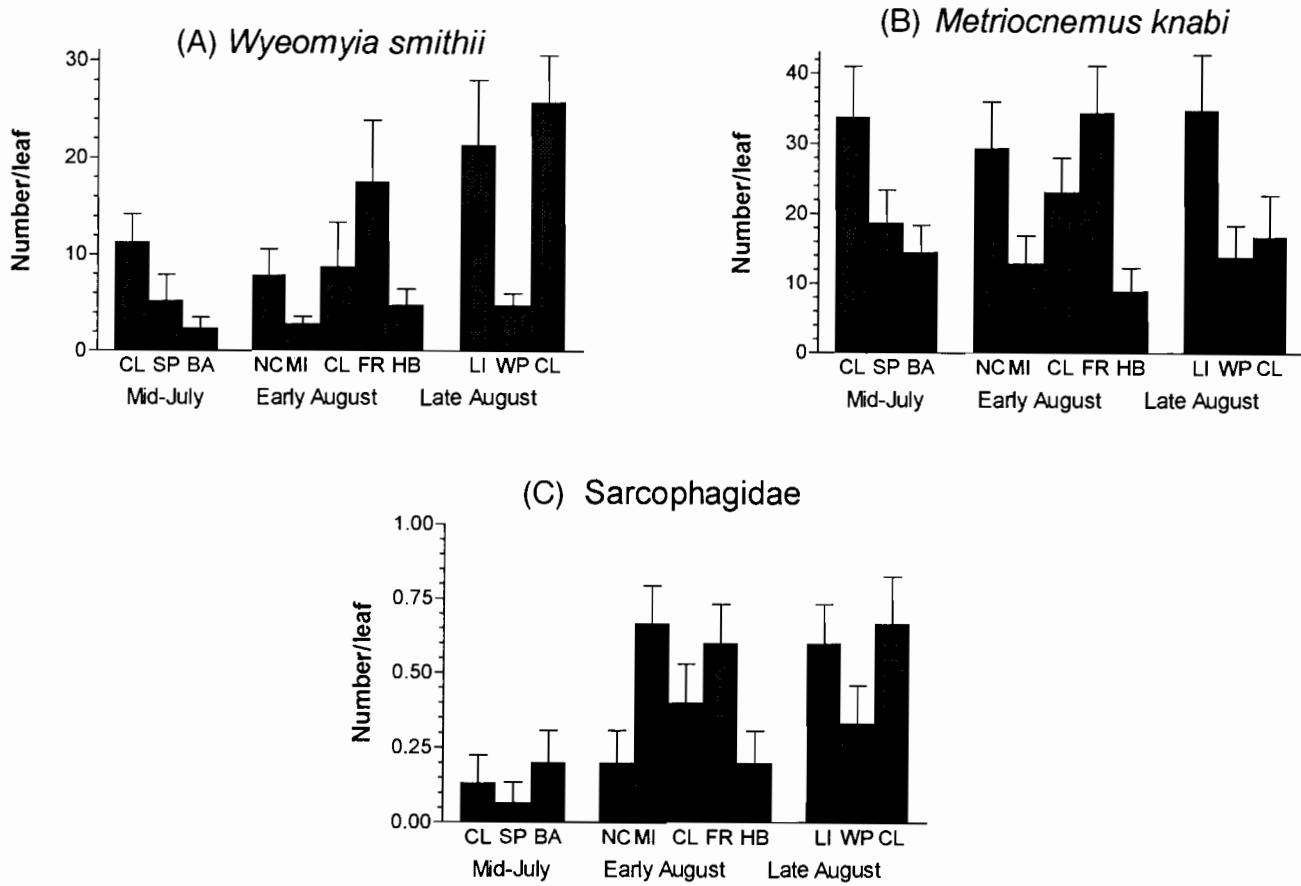 (A) Wyeomyia smithii
Number/leaf
30
20
10
0
CL SP BA NC MI CL FR HB LI WP CL
Mid-July Early August Late August
(B) Metriocnemus knabi
Number/leaf
40
30
20
10
0
CL SP BA NC MI CL FR HB LI WP CL
Mid-July Early August Late August
(C) Sarcophagidae
Number/leaf
1.00
0.75
0.50
0.25
0.00
CL SP BA NC MI CL FR HB LI WP CL
Mid-July Early August Late August